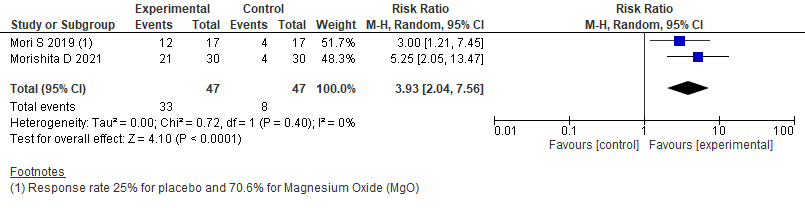 Experimental Control Risk Ratio Risk Ratio
Study or Subgroup Events Total Events Total Weight M-H, Random, 95% CI M-H, Random, 95% CI
Mori S 2019 (1) 12 17 4 17 51.7% 3.00 [1.21, 7.45]
Morishita D 2021 21 30 4 30 48.3% 5.25 [2.05, 13.47]
Total (95% CI) 47 47 100.0% 3.93 [2.04, 7.56]
Total events 33 8
Heterogeneity: Tau² = 0.00; Chi² = 0.72, df = 1 (P = 0.40); I² = 0%
Test for overall effect: Z = 4.10 (P < 0.0001)
0.01 0.1 1 10 100
Favours [control] Favours [experimental]
Footnotes
(1) Response rate 25% for placebo and 70.6% for Magnesium Oxide (MgO)